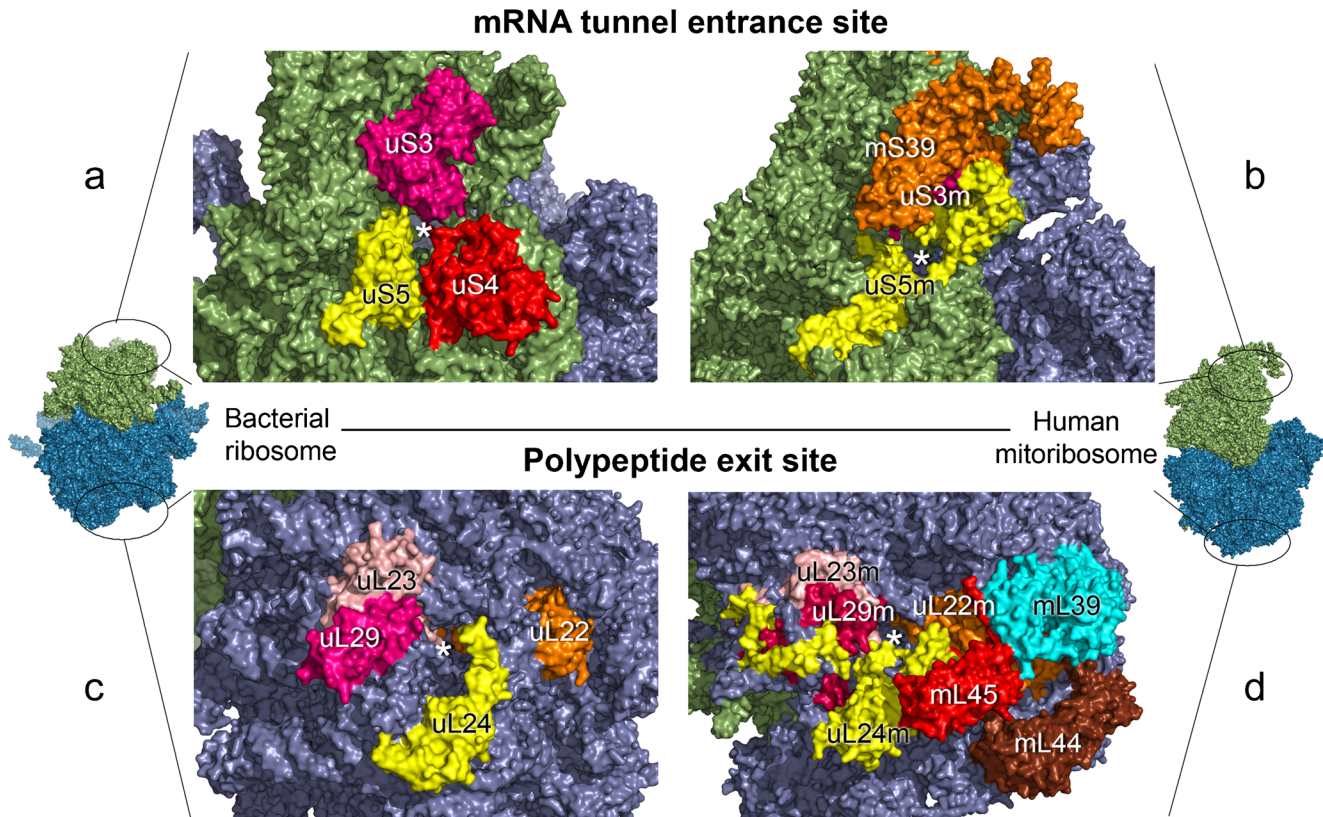 mRNA tunnel entrance site
a
uS3
*
uS5
uS4
b
mS39
uS3m
*
uS5m
Bacterial
ribosome
Human
mitoribosome
Polypeptide exit site
c
uL23
uL29
*
uL22
uL24
d
uL23m
uL29m
*
uL22m
mL39
mL45
uL24m
mL44